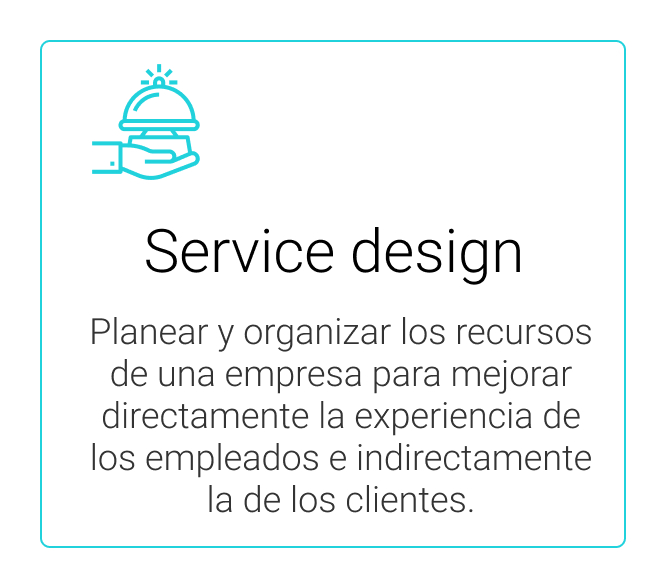 Service design
Planear y organizar los recursos
de una empresa para mejorar
directamente la experiencia de
los empleados e indirectamente
la de los clientes.